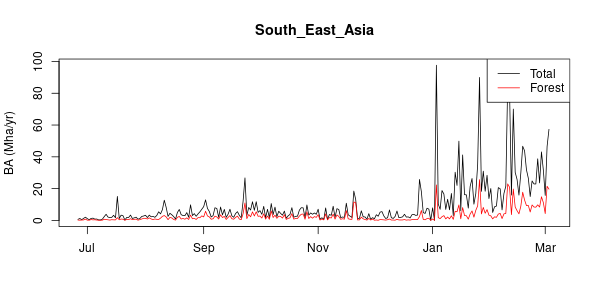 South_East_Asia
BA (Mha/yr)
100
80
60
40
20
0
Total
Forest
Jul Sep Nov Jan Mar